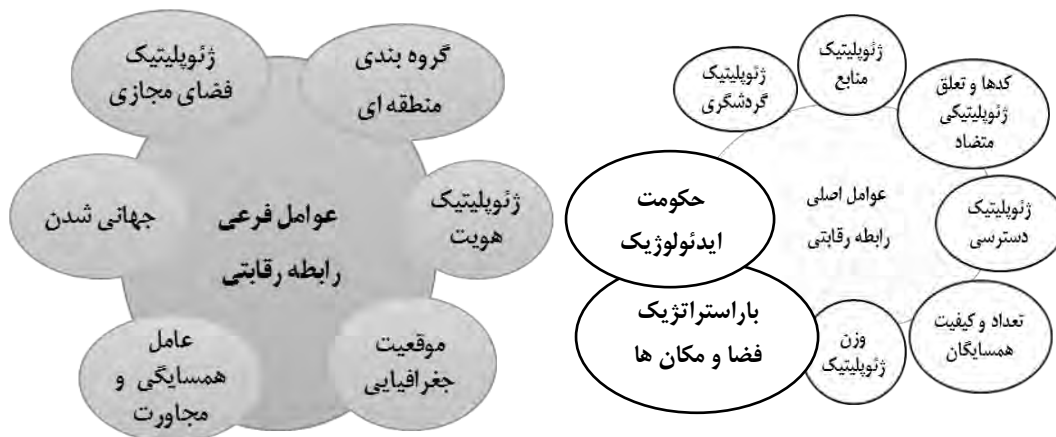 ژئوپلیتیک
منابع
کدها و تعلق
ژئوپلیتیکی
متضاد
ژئوپلیتیک
دسترسی
تعداد و کیفیت
همسایگان
وزن
ژئوپلیتیک
باراستراتژیک
فضا و مکان ها
حکومت
ایدئولوژیک
ژئوپلیتیک
گردشگری
عوامل اصلی
رابطه رقابتی
گروه بندی
منطقه ای
ژئوپلیتیک
هویت
موقعیت
جغرافیایی
عامل
همسایگی و
مجاورت
جهانی شدن
ژئوپلیتیک
فضای مجازی
عوامل فرعی
رابطه رقابتی